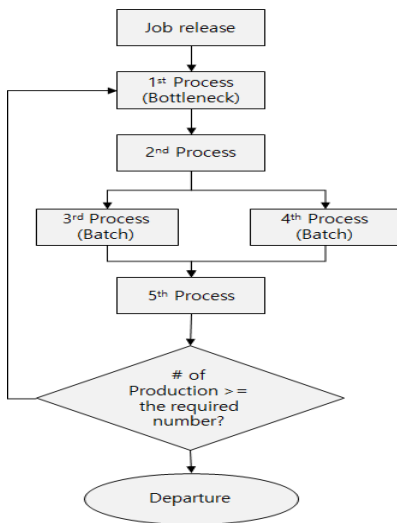 Job release
1st Process
(Bottleneck)
2nd Process
3rd Process
(Batch)
4th Process
(Batch)
5th Process
# of
Production >=
the required
number?
Departure